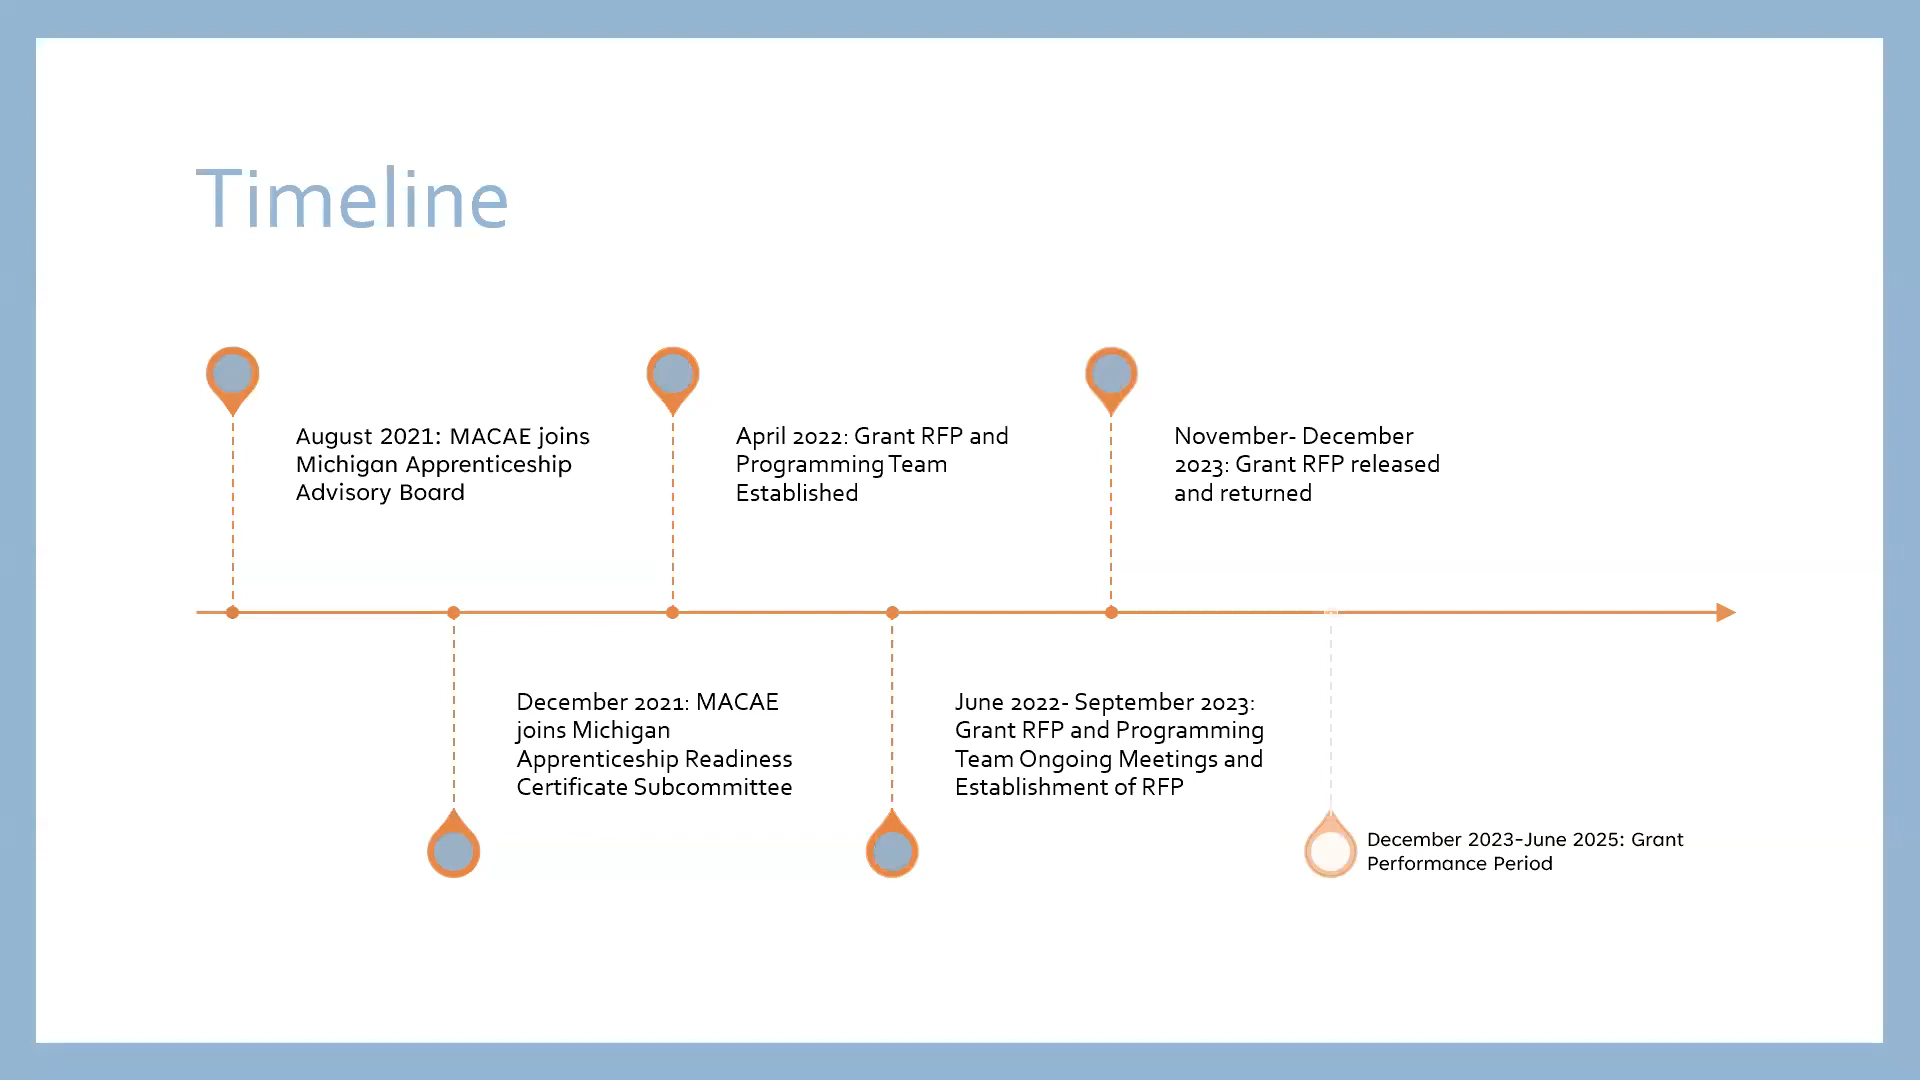 Timeline
August 2021: MACAE joins
Michigan Apprenticeship
Advisory Board
April 2022: Grant RFP and
Programming Team
Established
November- December
2023: Grant RFP released
and returned
December 2021: MACAE
joins Michigan
Apprenticeship Readiness
Certificate Subcommittee
June 2022- September 2023:
Grant RFP and Programming
Team Ongoing Meetings and
Establishment of RFP
December 2023-June 2025: Grant
Performance Period